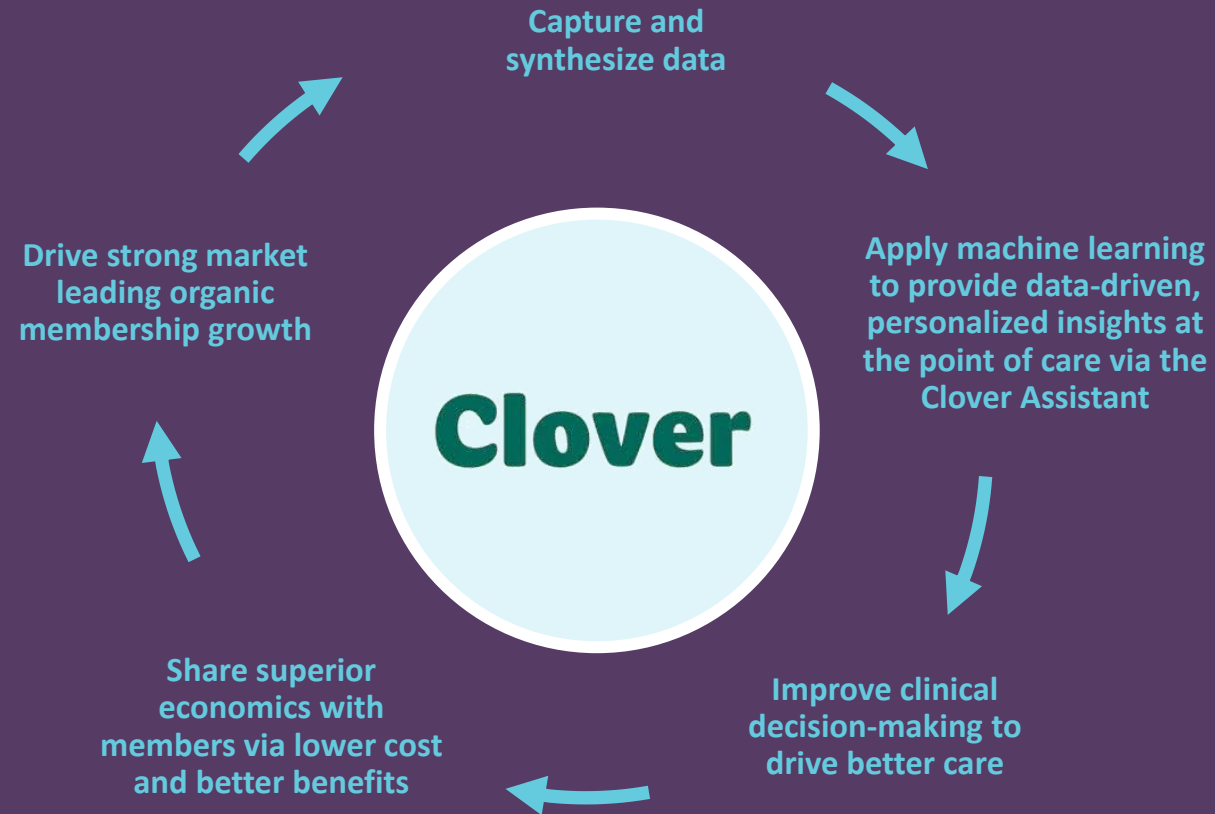 Capture and
synthesize data
Apply machine learning
to provide data-driven,
personalized insights at
the point of care via the
Clover Assistant
Improve clinical
decision-making to
drive better care
Share superior
economics with
members via lower cost
and better benefits
Drive strong market
leading organic
membership growth
Clover